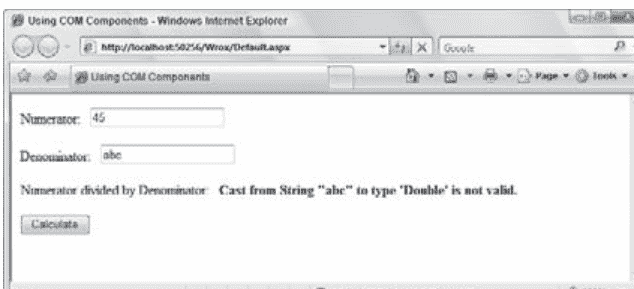 Using COM Components - Windows Internet Explorer
http://localhost:50256/Wrox/Default.aspx
Google
Using COM Components
Page
Tools
Numerator: 45
Denominator: abc
Numerator divided by Denominator: Cast from String "abc" to type 'Double' is not valid.
Calculate